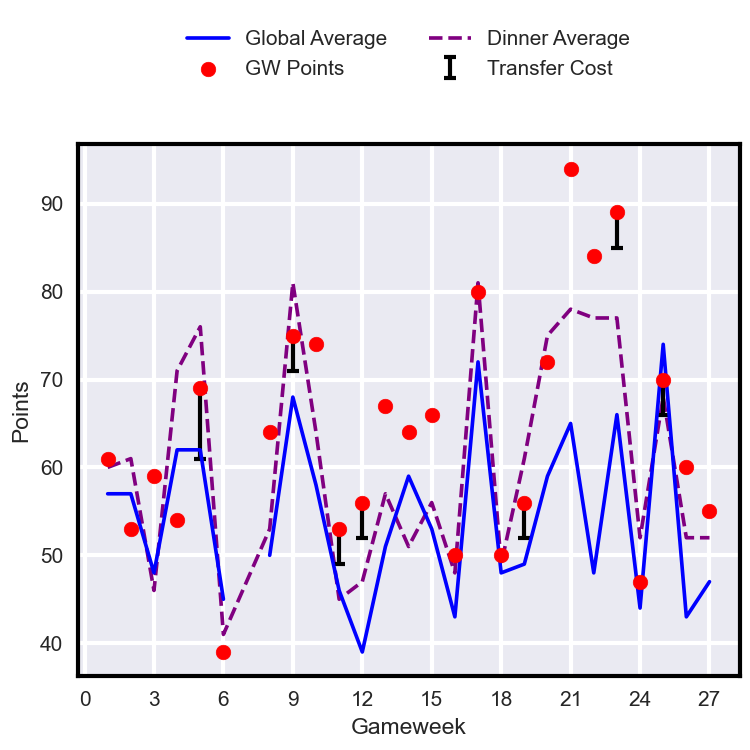 Global Average
Dinner Average
GW Points
Transfer Cost
90
80
70
60
50
40
Points
0 3 6 9 12 15 18 21 24 27
Gameweek